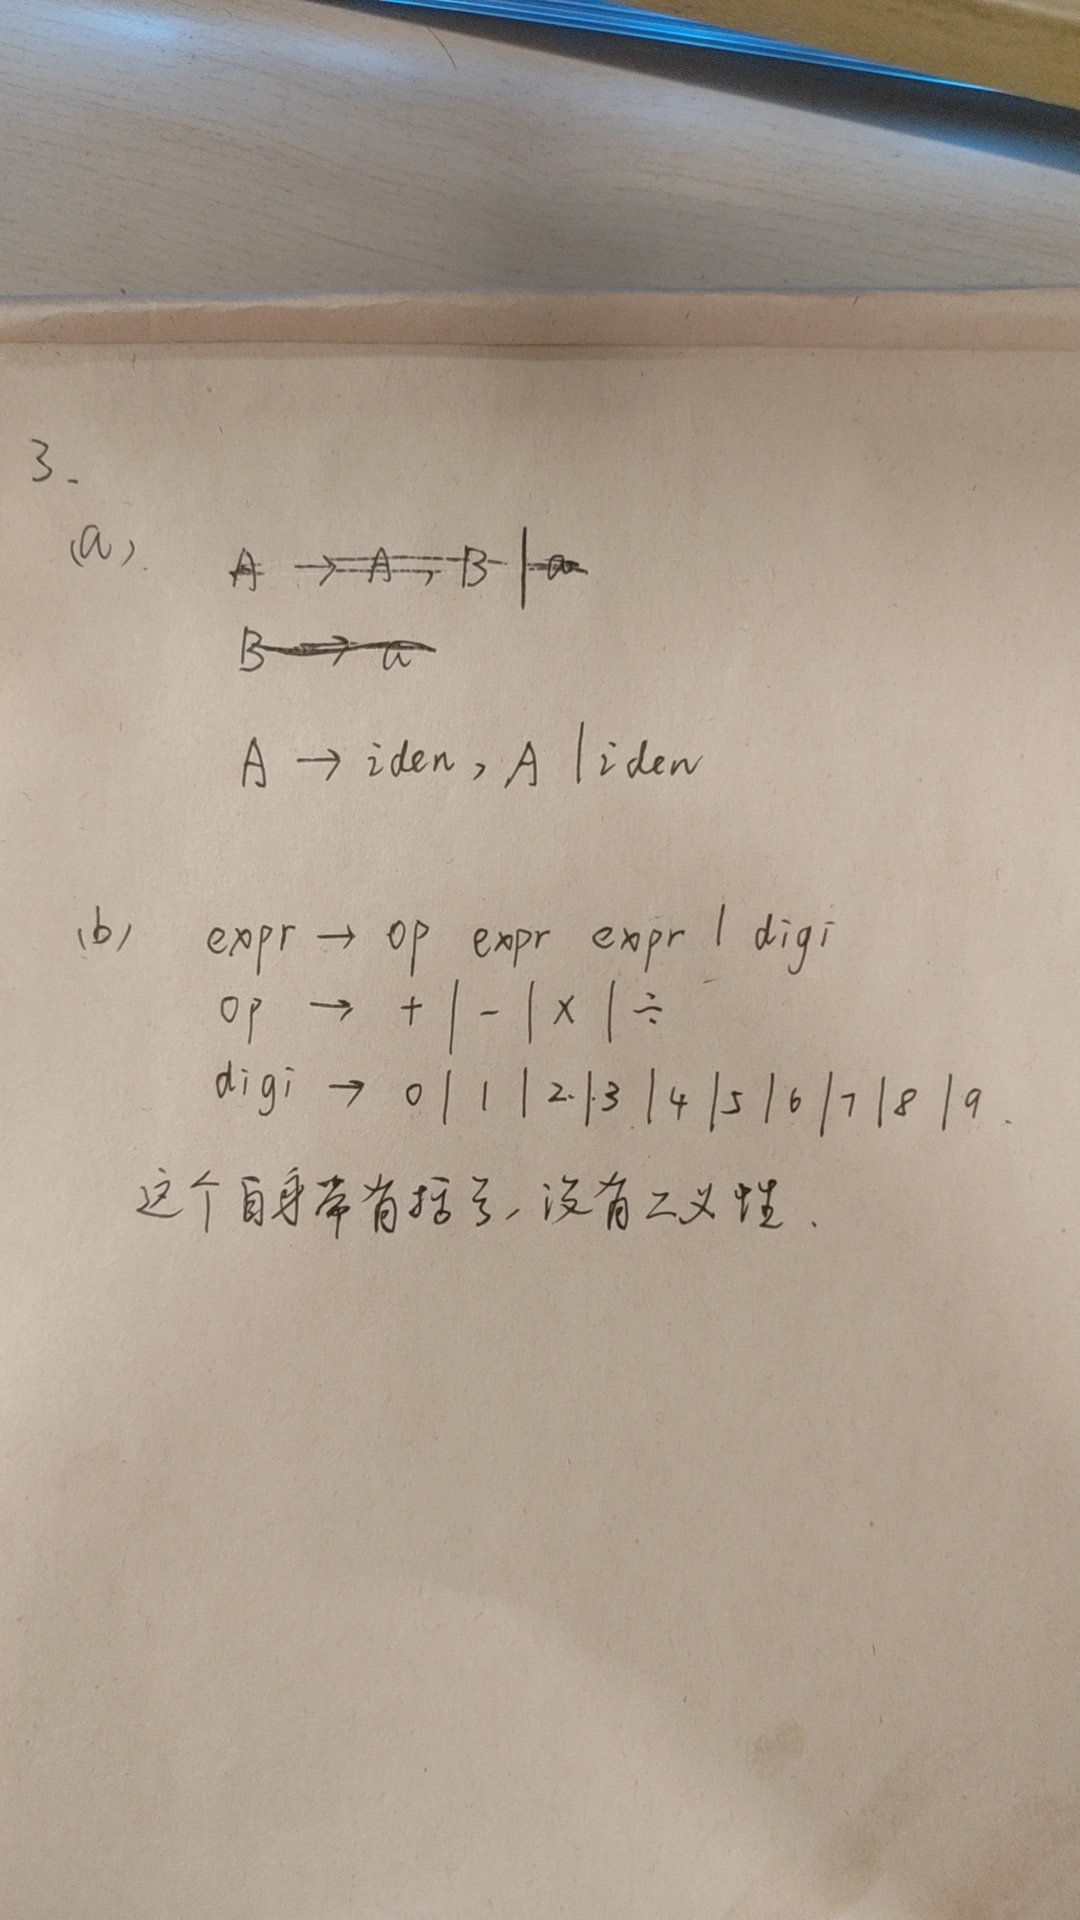 3.
(a). A → A, B | a
B → a
A → iden, A | iden
(b) expr → op expr expr | digi
op → + | - | × | ÷
digi → 0 | 1 | 2 | 3 | 4 | 5 | 6 | 7 | 8 | 9.
这个自身带有括号,没有二义性.